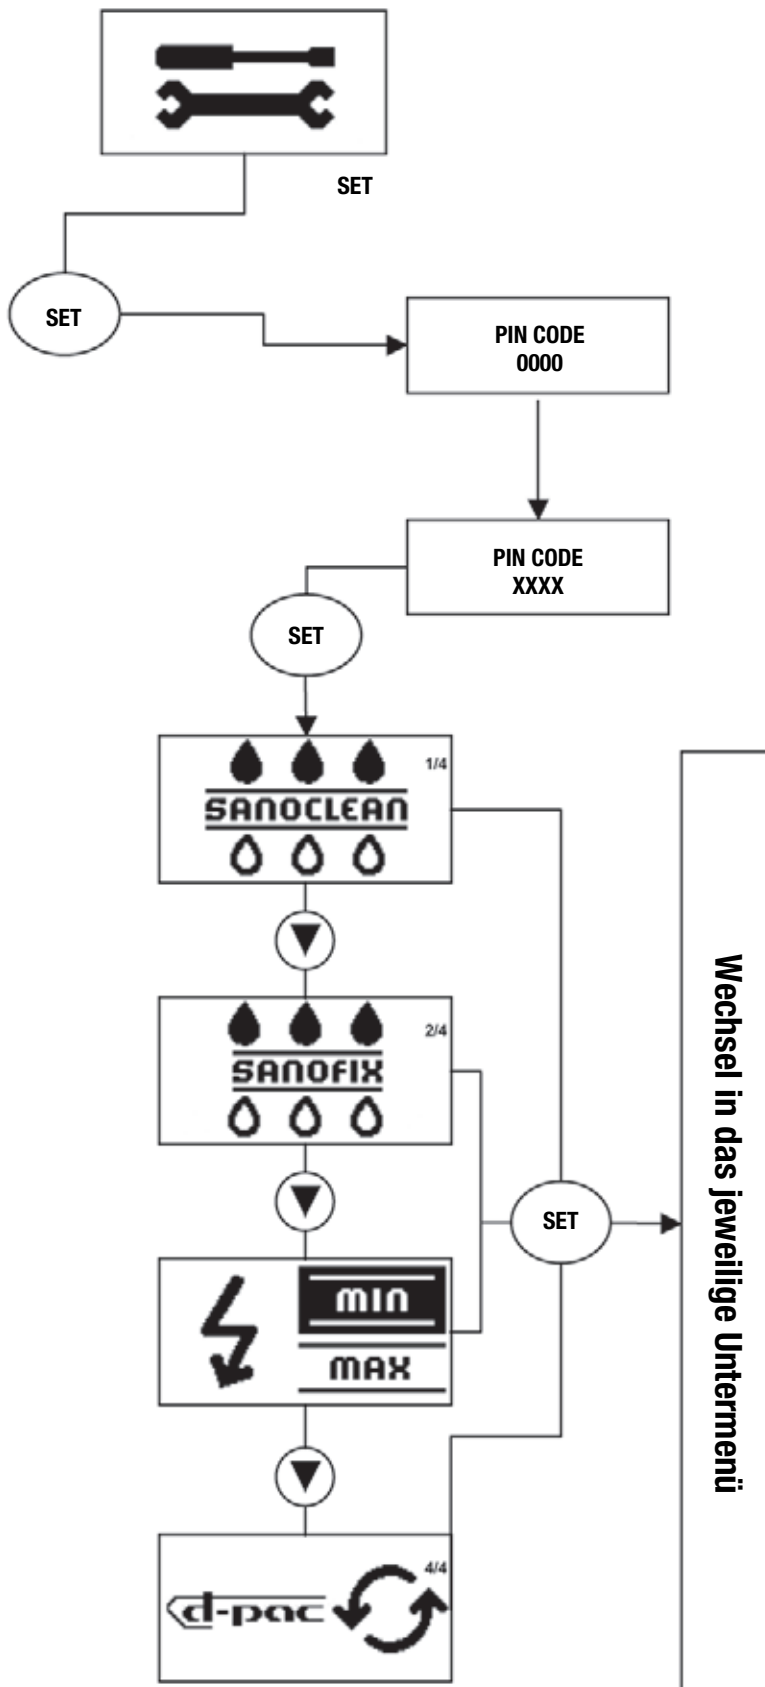 SET
SET
PIN CODE
0000
PIN CODE
XXXX
SET
1/4
SANOCLEAN
2/4
SANOFIX
SET
MIN
MAX
4/4
d-pac
Wechsel in das jeweilige Untermenü